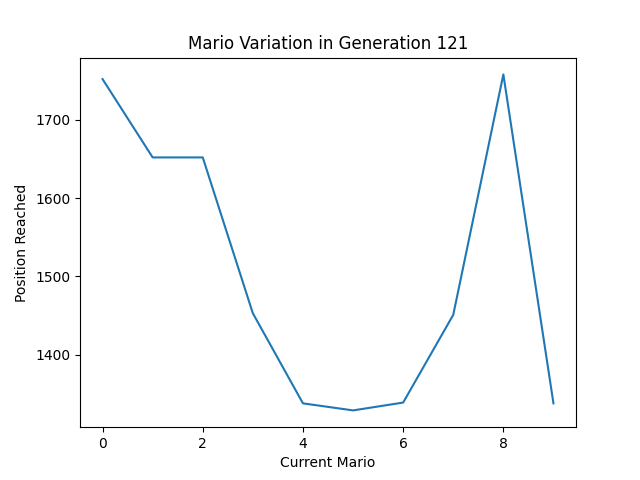 Mario Variation in Generation 121
1700
1600
1500
1400
Position Reached
0 2 4 6 8
Current Mario